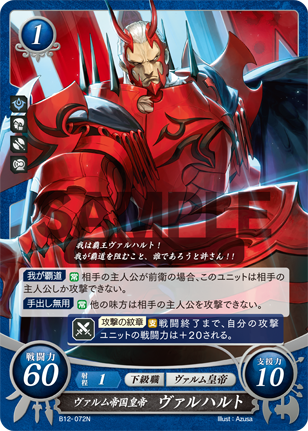 1
SAMPLE
我は覇王ヴァルハルト！
我が覇道を阻むこと、誰であろうと許さん！！
我が覇道 常 相手の主人公が前衛の場合、このユニットは相手の
主人公しか攻撃できない。
手出し無用 常 他の味方は相手の主人公を攻撃できない。
攻撃の紋章 支 戦闘終了まで、自分の攻撃
ユニットの戦闘力は+20される。
戦闘力
60
射程 1 下級職 ヴァルム皇帝
支援力
10
ヴァルム帝国皇帝 ヴァルハルト
B12-072N
Illust : Azusa